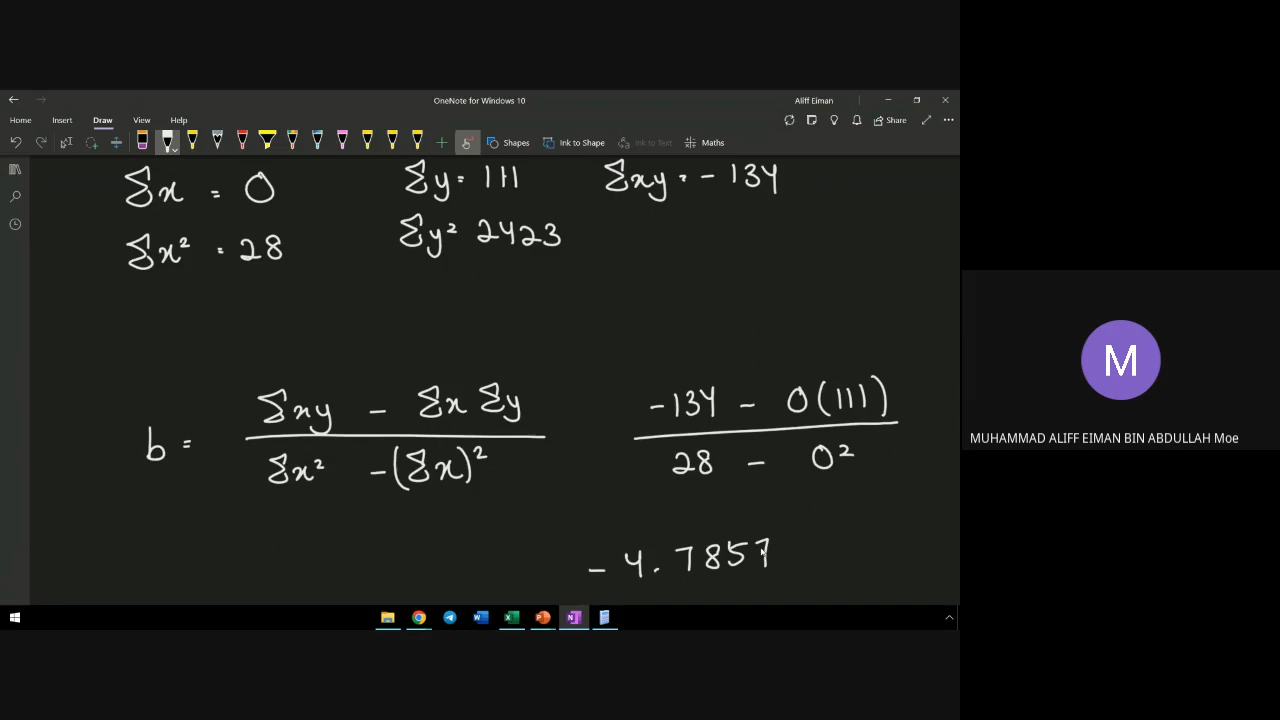 OneNote for Windows 10
Aliff Eiman
Home Insert Draw View Help
Share
Shapes Ink to Shape Ink to Text Maths
Σx = 0 Σy = 111 Σxy = - 134
Σx² = 28 Σy² 2423
b = Σxy - Σx Σy -134 - 0(111)
Σx² -(Σx)² 28 - 0²
- 4.7857
M
MUHAMMAD ALIFF EIMAN BIN ABDULLAH Moe